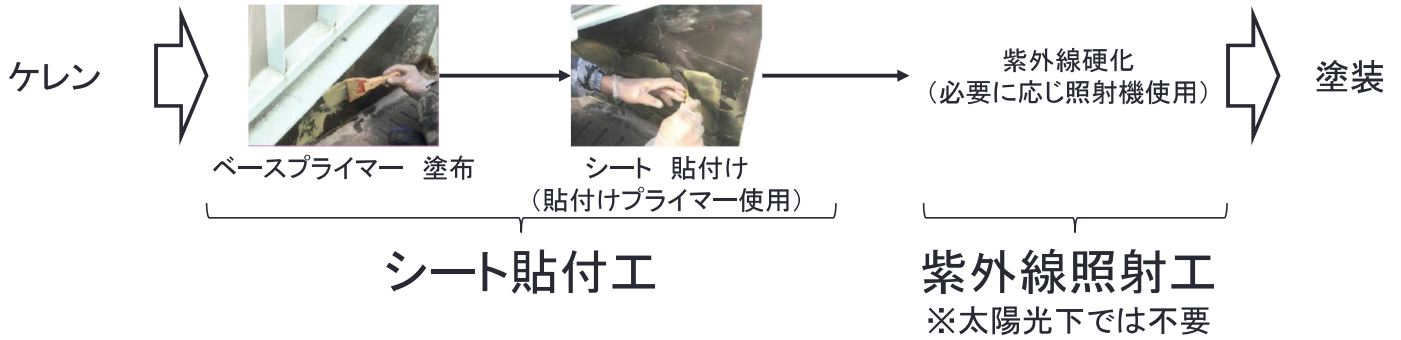 ケレン
ベースプライマー　塗布
シート　貼付け
（貼付けプライマー使用）
紫外線硬化
（必要に応じ照射機使用）
塗装
シート貼付工
紫外線照射工
※太陽光下では不要